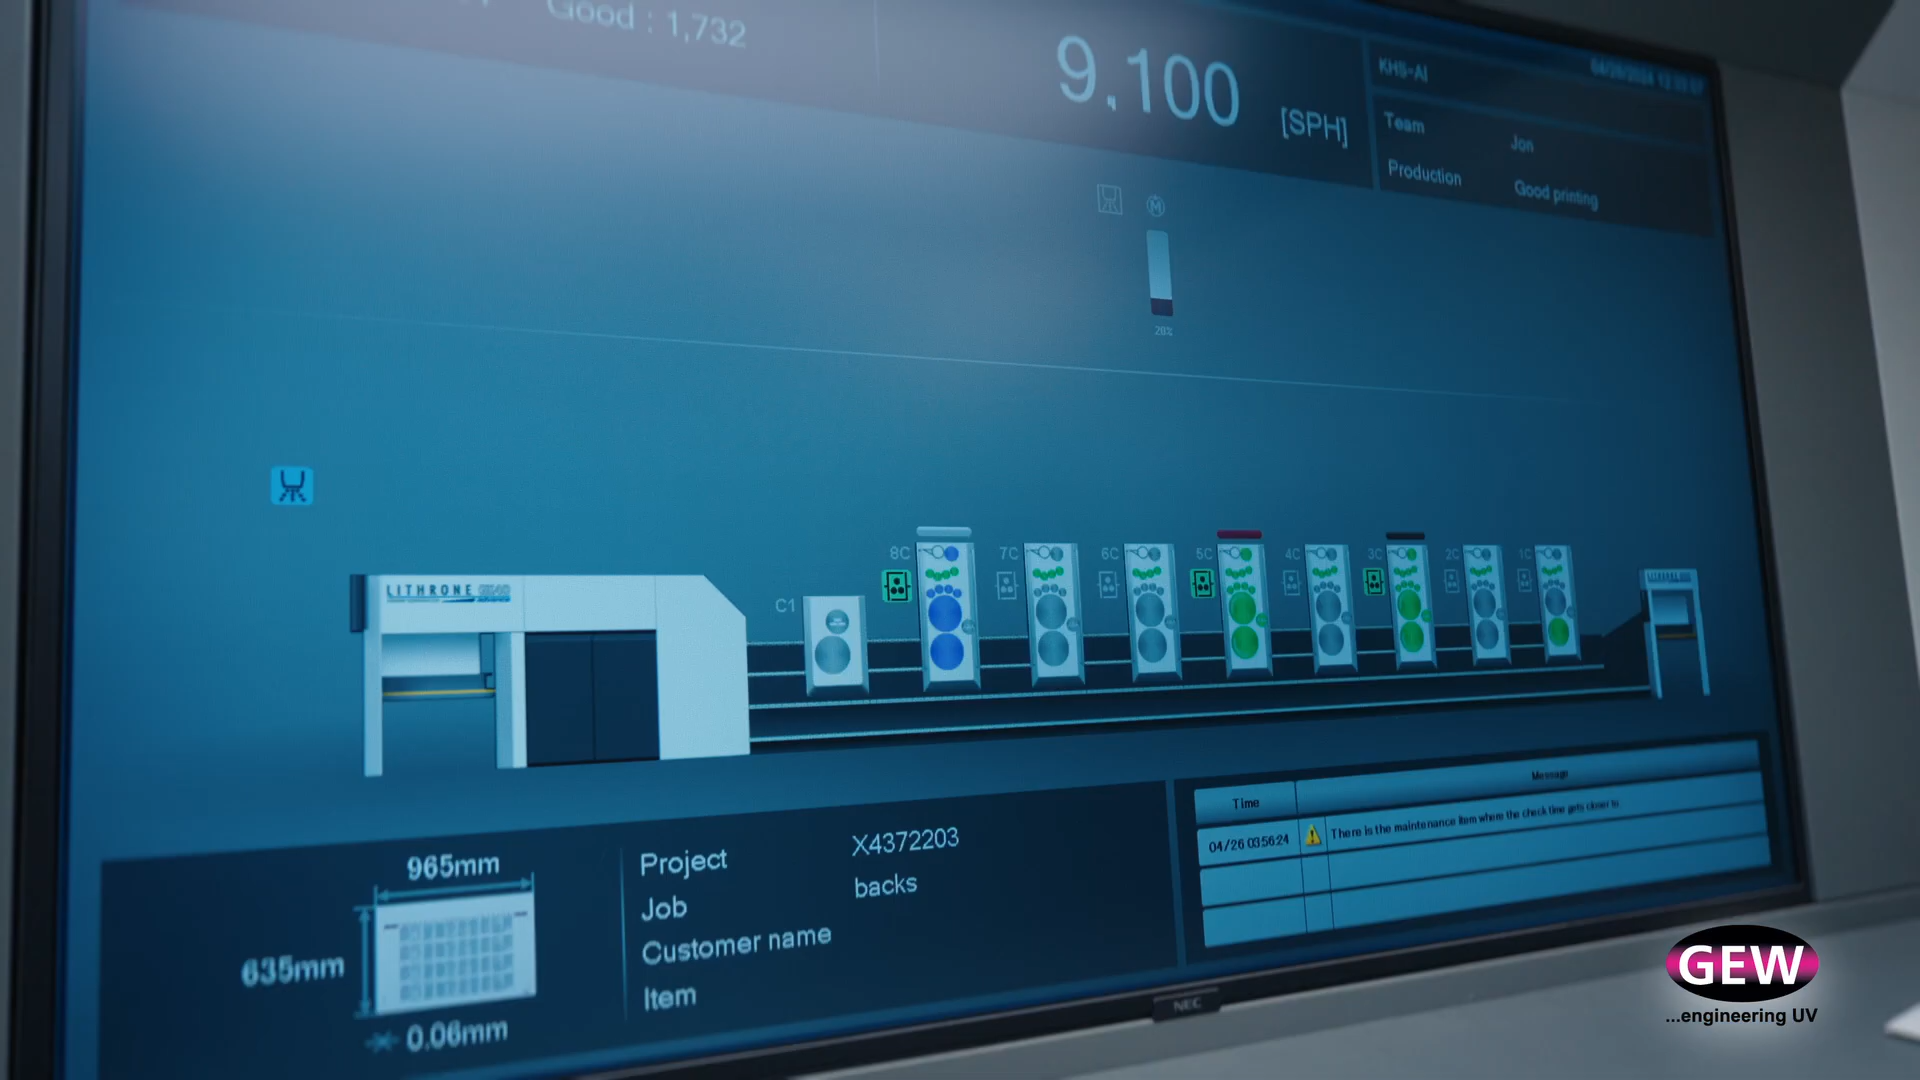 Good : 1,732
9,100 [SPH]
KHS-AI
Team Jon
Production Good printing
20%
8C 7C 6C 5C 4C 3C 2C 1C
C1
LITHRONE
LITHRONE
965mm
635mm
0.06mm
Project X4372203
Job backs
Customer name
Item
Time Message
04/26 03:56:24 There is the maintenance item where the check time gets closer to.
NEC
GEW
...engineering UV